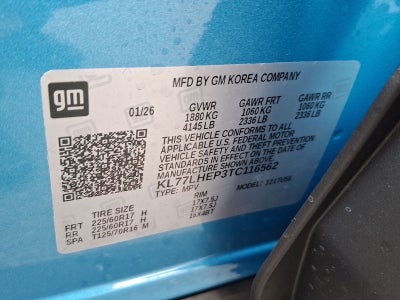 gm
MFD BY GM KOREA COMPANY
01/26 GVWR GAWR FRT GAWR RR
1880 KG 1060 KG 1060 KG
4145 LB 2336 LB 2336 LB
THIS VEHICLE CONFORMS TO ALL
APPLICABLE U.S. FEDERAL MOTOR
VEHICLE SAFETY AND THEFT
PREVENTION STANDARDS IN
EFFECT ON THE DATE OF
MANUFACTURE SHOWN ABOVE
KL77LHEP3TC116562
TYPE: MPV
TIRE SIZE RIM
FRT 225/60R17 H 17X7.5J
RR 225/60R17 H 17X7.5J
SPA T125/70R16 M 16X4BT